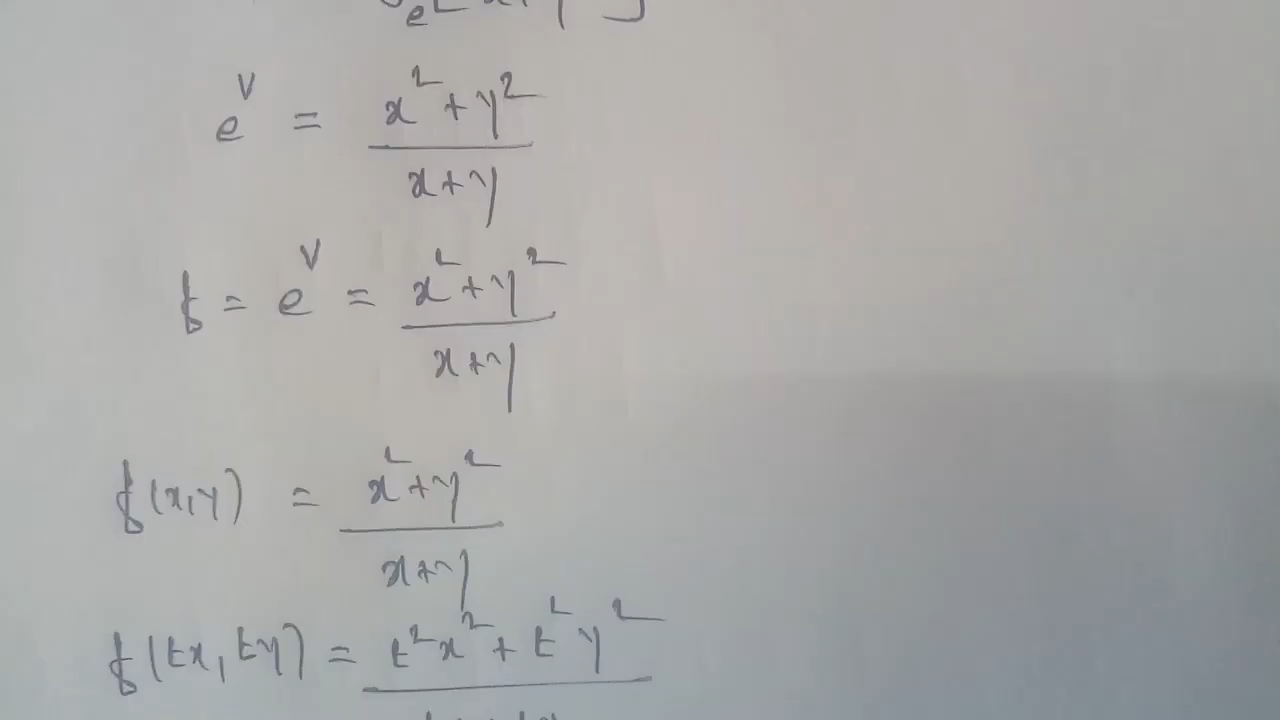 e^v = (x^2 + y^2)/(x+y)
f = e^v = (x^2 + y^2)/(x+y)
f(x,y) = (x^2 + y^2)/(x+y)
f(tx, ty) = t^2x^2 + t^2y^2